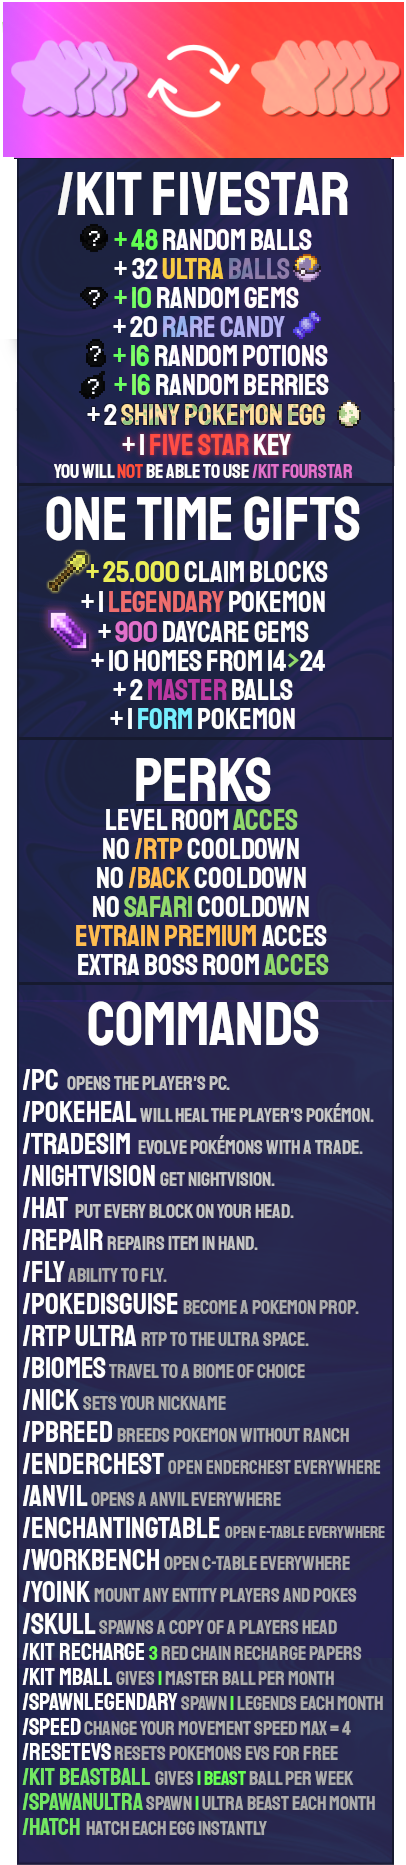 /KIT FIVESTAR
+ 48 RANDOM BALLS
+ 32 ULTRA BALLS
+ 10 RANDOM GEMS
+ 20 RARE CANDY
+ 16 RANDOM POTIONS
+ 16 RANDOM BERRIES
+ 2 SHINY POKEMON EGG
+ 1 FIVE STAR KEY
YOU WILL NOT BE ABLE TO USE /KIT FOURSTAR
ONE TIME GIFTS
+ 25.000 CLAIM BLOCKS
+ 1 LEGENDARY POKEMON
+ 900 DAYCARE GEMS
+ 10 HOMES FROM 14>24
+ 2 MASTER BALLS
+ 1 FORM POKEMON
PERKS
LEVEL ROOM ACCES
NO /RTP COOLDOWN
NO /BACK COOLDOWN
NO SAFARI COOLDOWN
EVTRAIN PREMIUM ACCES
EXTRA BOSS ROOM ACCES
COMMANDS
/PC OPENS THE PLAYER'S PC.
/POKEHEAL WILL HEAL THE PLAYER'S POKÉMON.
/TRADESIM EVOLVE POKÉMONS WITH A TRADE.
/NIGHTVISION GET NIGHTVISION.
/HAT PUT EVERY BLOCK ON YOUR HEAD.
/REPAIR REPAIRS ITEM IN HAND.
/FLY ABILITY TO FLY.
/POKEDISGUISE BECOME A POKEMON PROP.
/RTP ULTRA RTP TO THE ULTRA SPACE.
/BIOMES TRAVEL TO A BIOME OF CHOICE
/NICK SETS YOUR NICKNAME
/PBREED BREEDS POKEMON WITHOUT RANCH
/ENDERCHEST OPEN ENDERCHEST EVERYWHERE
/ANVIL OPENS A ANVIL EVERYWHERE
/ENCHANTINGTABLE OPEN E-TABLE EVERYWHERE
/WORKBENCH OPEN C-TABLE EVERYWHERE
/YOINK MOUNT ANY ENTITY PLAYERS AND POKES
/SKULL SPAWNS A COPY OF A PLAYERS HEAD
/KIT RECHARGE 3 RED CHAIN RECHARGE PAPERS
/KIT MBALL GIVES 1 MASTER BALL PER MONTH
/SPAWNLEGENDARY SPAWN 1 LEGENDS EACH MONTH
/SPEED CHANGE YOUR MOVEMENT SPEED MAX = 4
/RESETEVS RESETS POKEMONS EVS FOR FREE
/KIT BEASTBALL GIVES 1 BEAST BALL PER WEEK
/SPAWANULTRA SPAWN 1 ULTRA BEAST EACH MONTH
/HATCH HATCH EACH EGG INSTANTLY